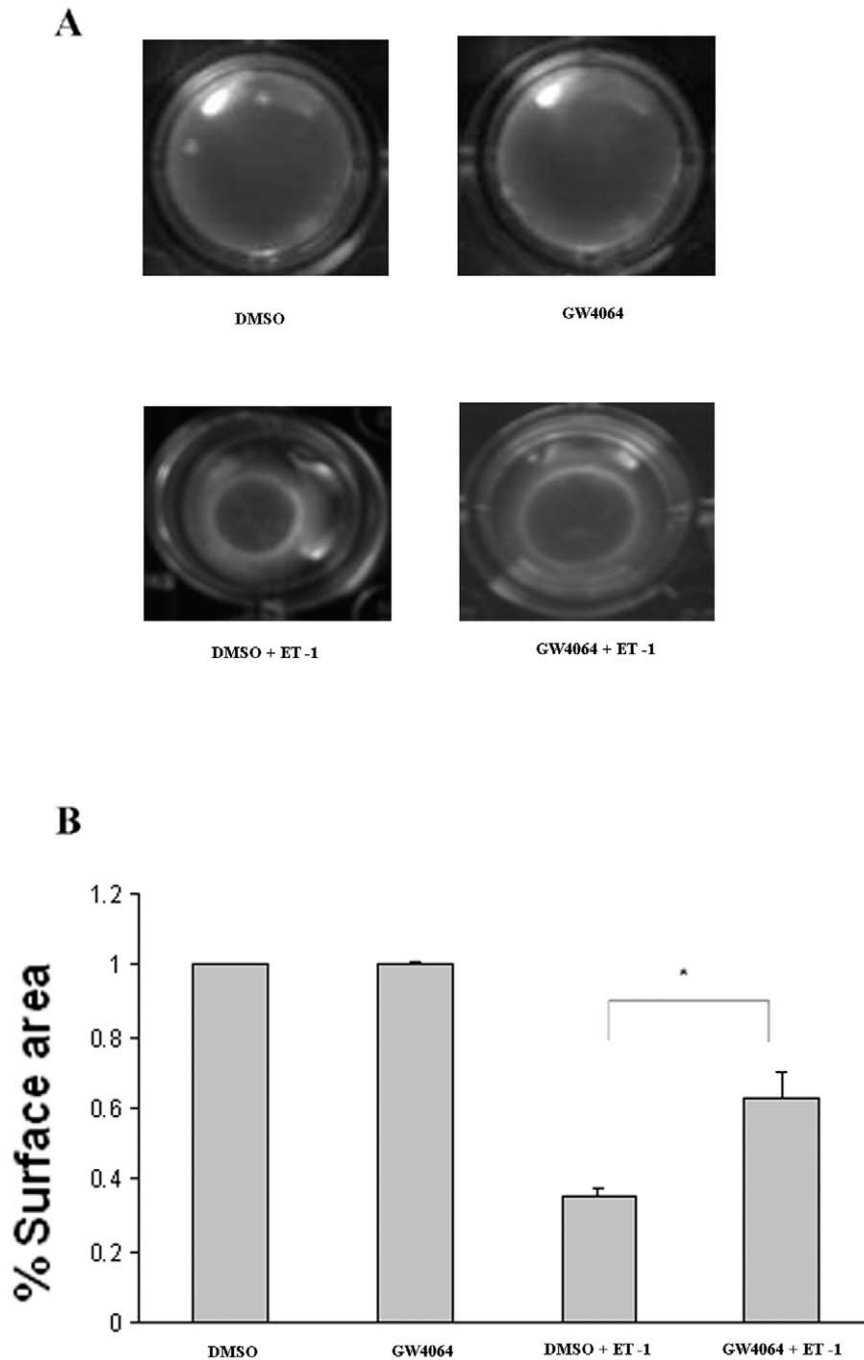 A
DMSO
GW4064
DMSO + ET -1
GW4064 + ET -1
B
% Surface area
1.2
1
0.8
0.6
0.4
0.2
0
*
DMSO
GW4064
DMSO + ET -1
GW4064 + ET -1